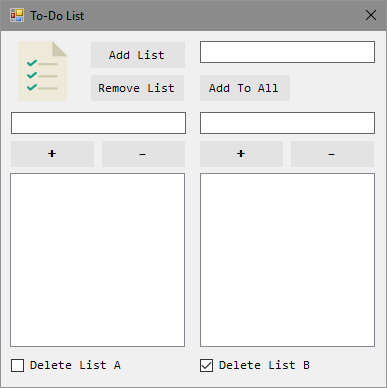 To-Do List
Add List
Remove List
Add To All
+ - + -
Delete List A
Delete List B